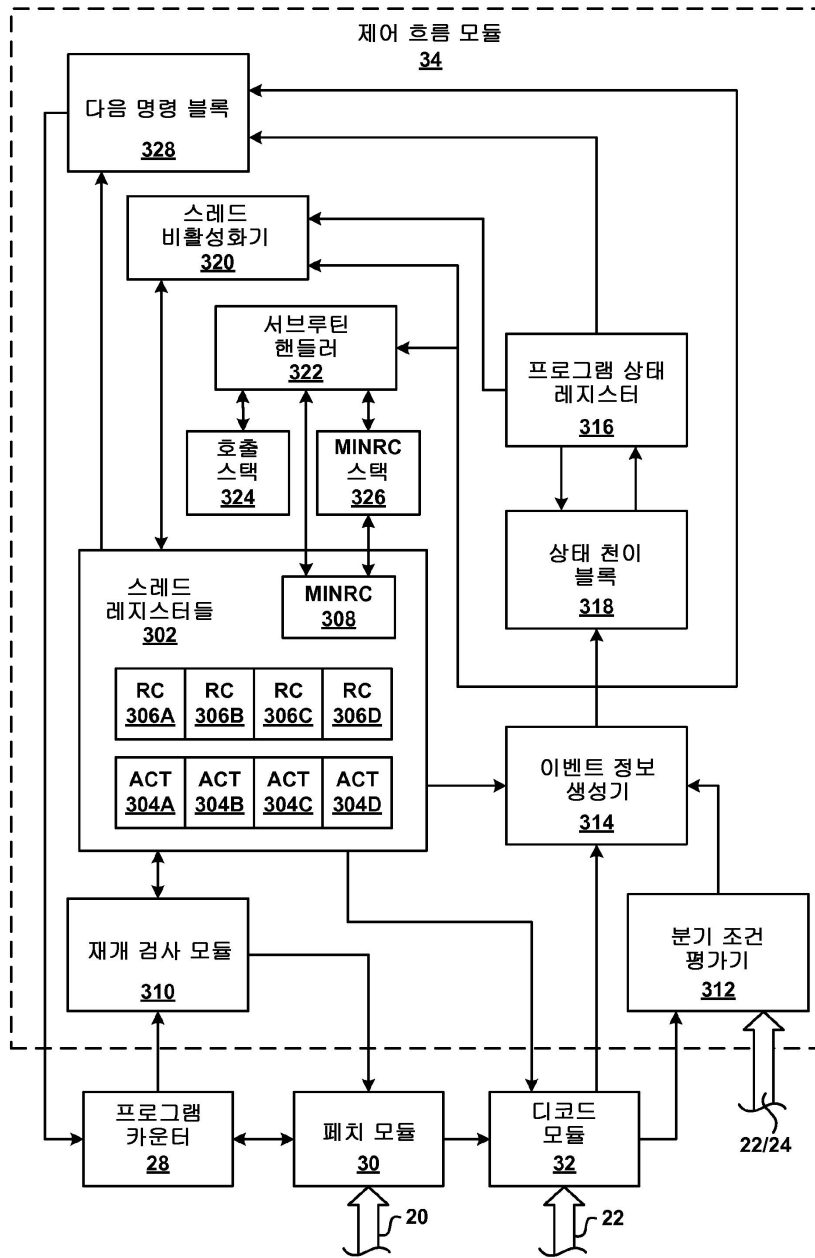 제어 흐름 모듈
34
다음 명령 블록
328
스레드
비활성화기
320
서브루틴
핸들러
322
프로그램 상태
레지스터
316
호출
스택
324
MINRC
스택
326
상태 천이
블록
318
스레드
레지스터들
302
MINRC
308
RC RC RC RC
306A 306B 306C 306D
ACT ACT ACT ACT
304A 304B 304C 304D
이벤트 정보
생성기
314
재개 검사 모듈
310
분기 조건
평가기
312
프로그램
카운터
28
페치 모듈
30
디코드
모듈
32
22/24
20
22